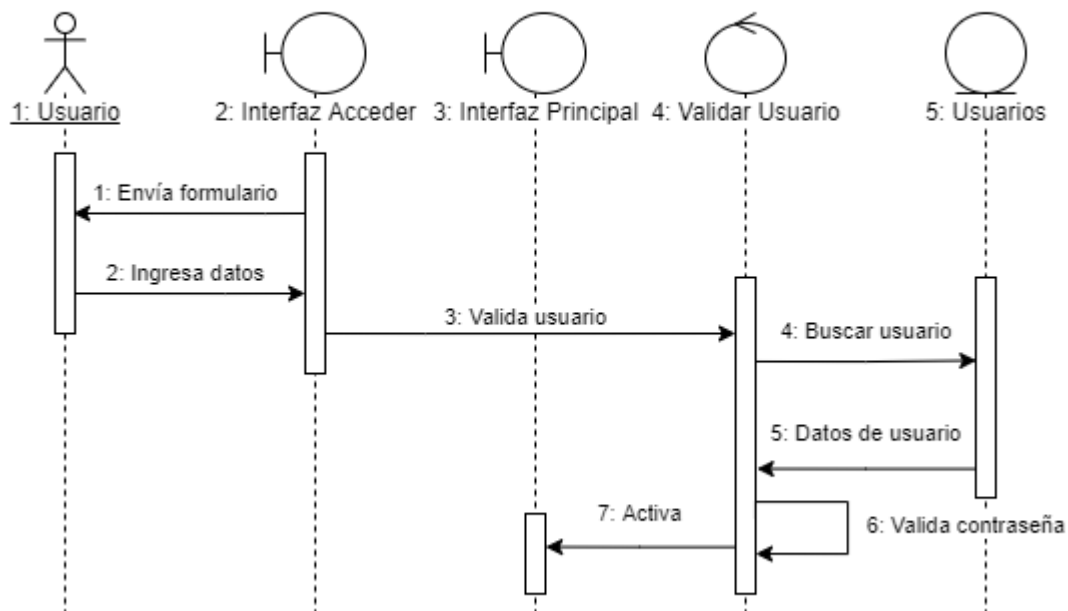 1: Usuario
2: Interfaz Acceder
3: Interfaz Principal
4: Validar Usuario
5: Usuarios
1: Envía formulario
2: Ingresa datos
3: Valida usuario
4: Buscar usuario
5: Datos de usuario
6: Valida contraseña
7: Activa